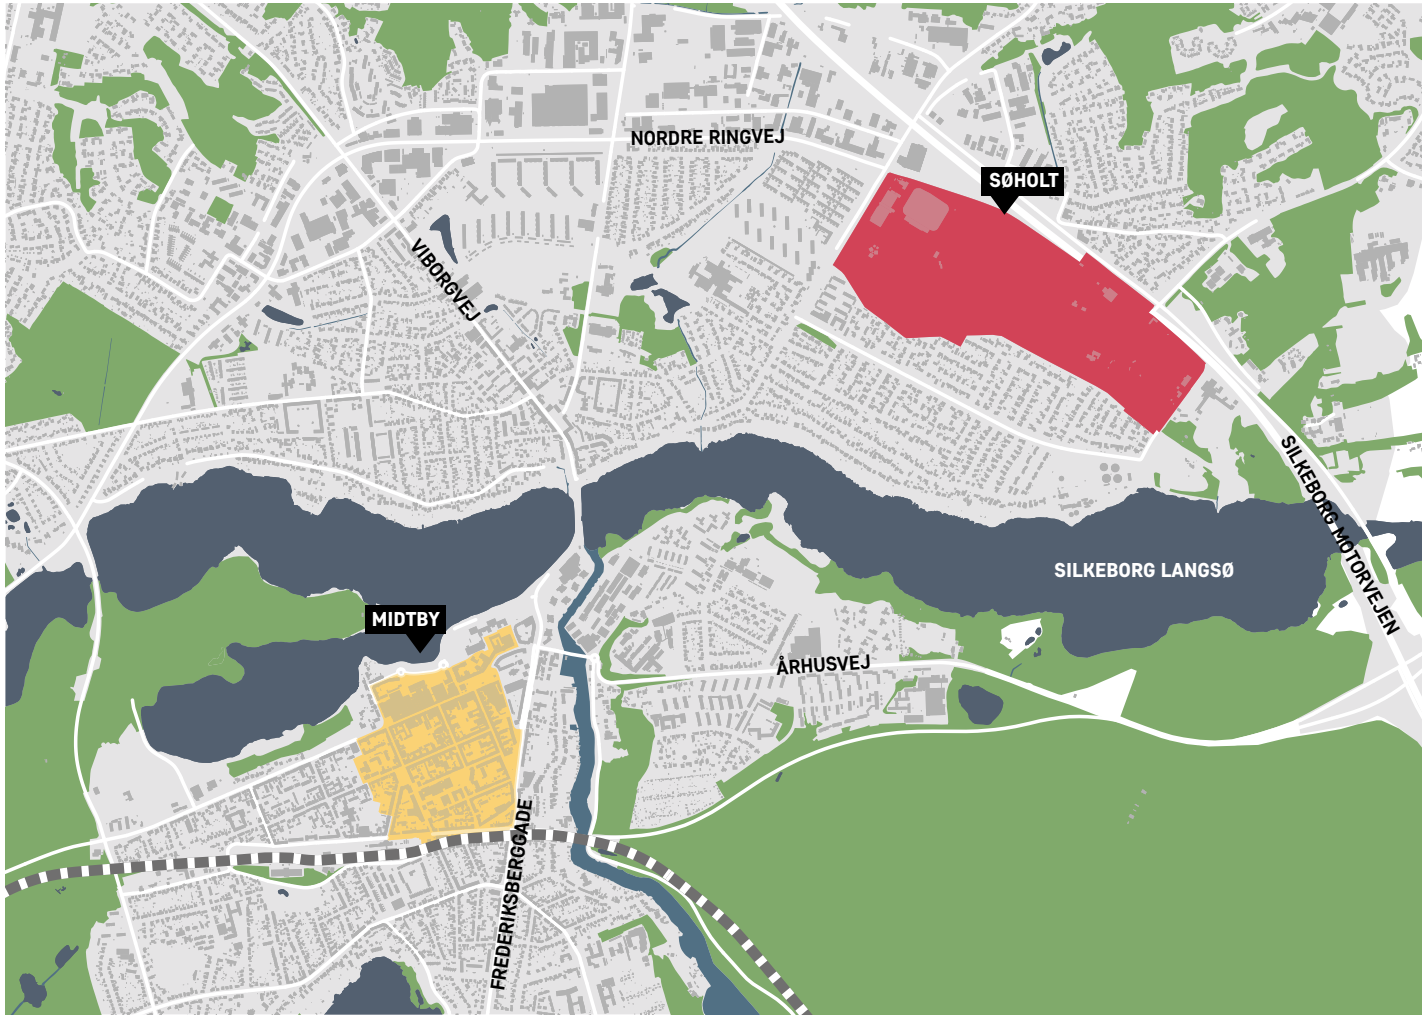 NORDRE RINGVEJ
SØHOLT
VIBORGVEJ
SILKEBORG MOTORVEJEN
SILKEBORG LANGSØ
MIDTBY
ÅRHUSVEJ
FREDERIKSBERGGADE